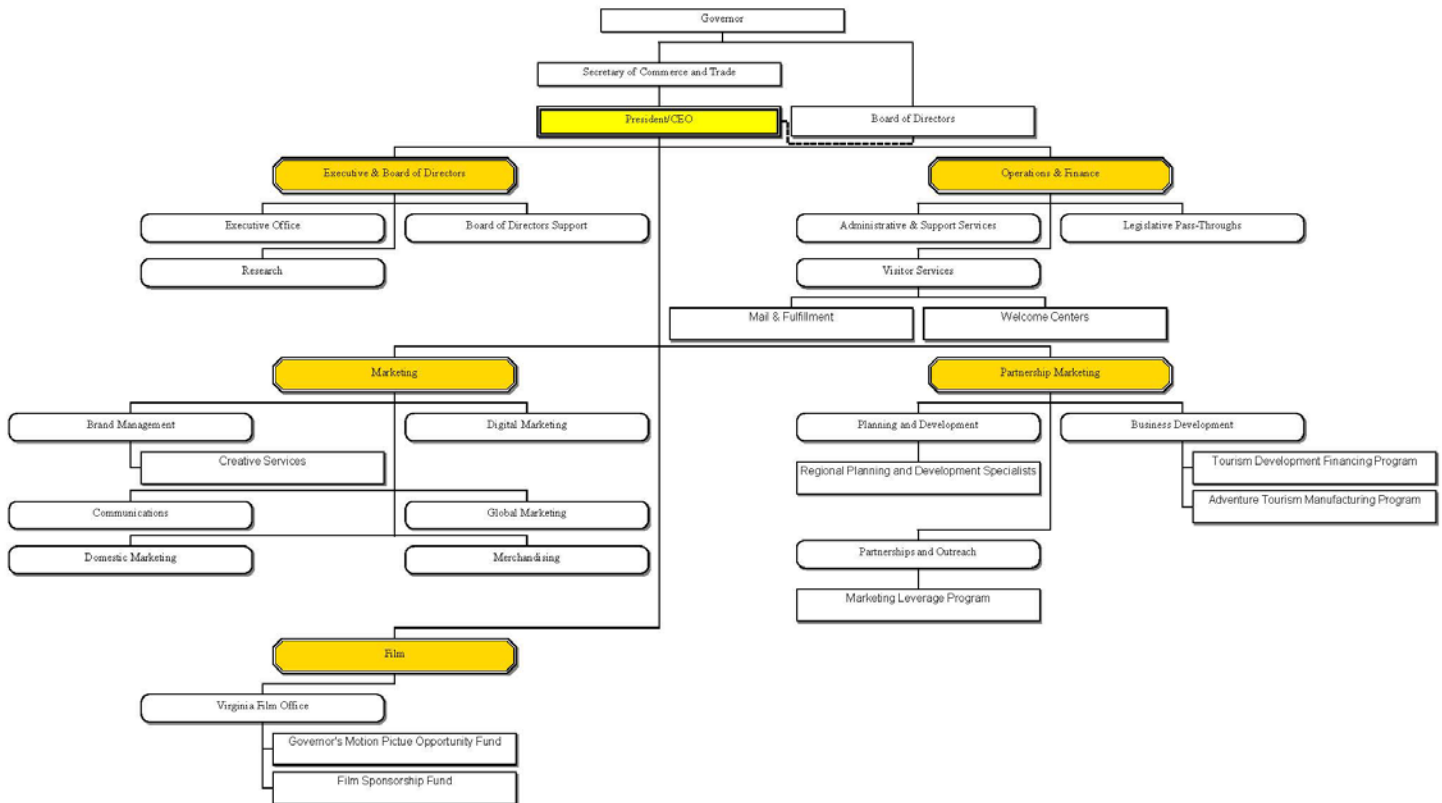 Governor
Secretary of Commerce and Trade
President/CEO
Board of Directors
Executive & Board of Directors
Operations & Finance
Executive Office
Board of Directors Support
Administrative & Support Services
Legislative Pass-Throughs
Research
Visitor Services
Mail & Fulfillment
Welcome Centers
Marketing
Partnership Marketing
Brand Management
Digital Marketing
Planning and Development
Business Development
Creative Services
Regional Planning and Development Specialists
Tourism Development Financing Program
Adventure Tourism Manufacturing Program
Communications
Global Marketing
Domestic Marketing
Merchandising
Partnerships and Outreach
Marketing Leverage Program
Film
Virginia Film Office
Governor's Motion Pictue Opportunity Fund
Film Sponsorship Fund